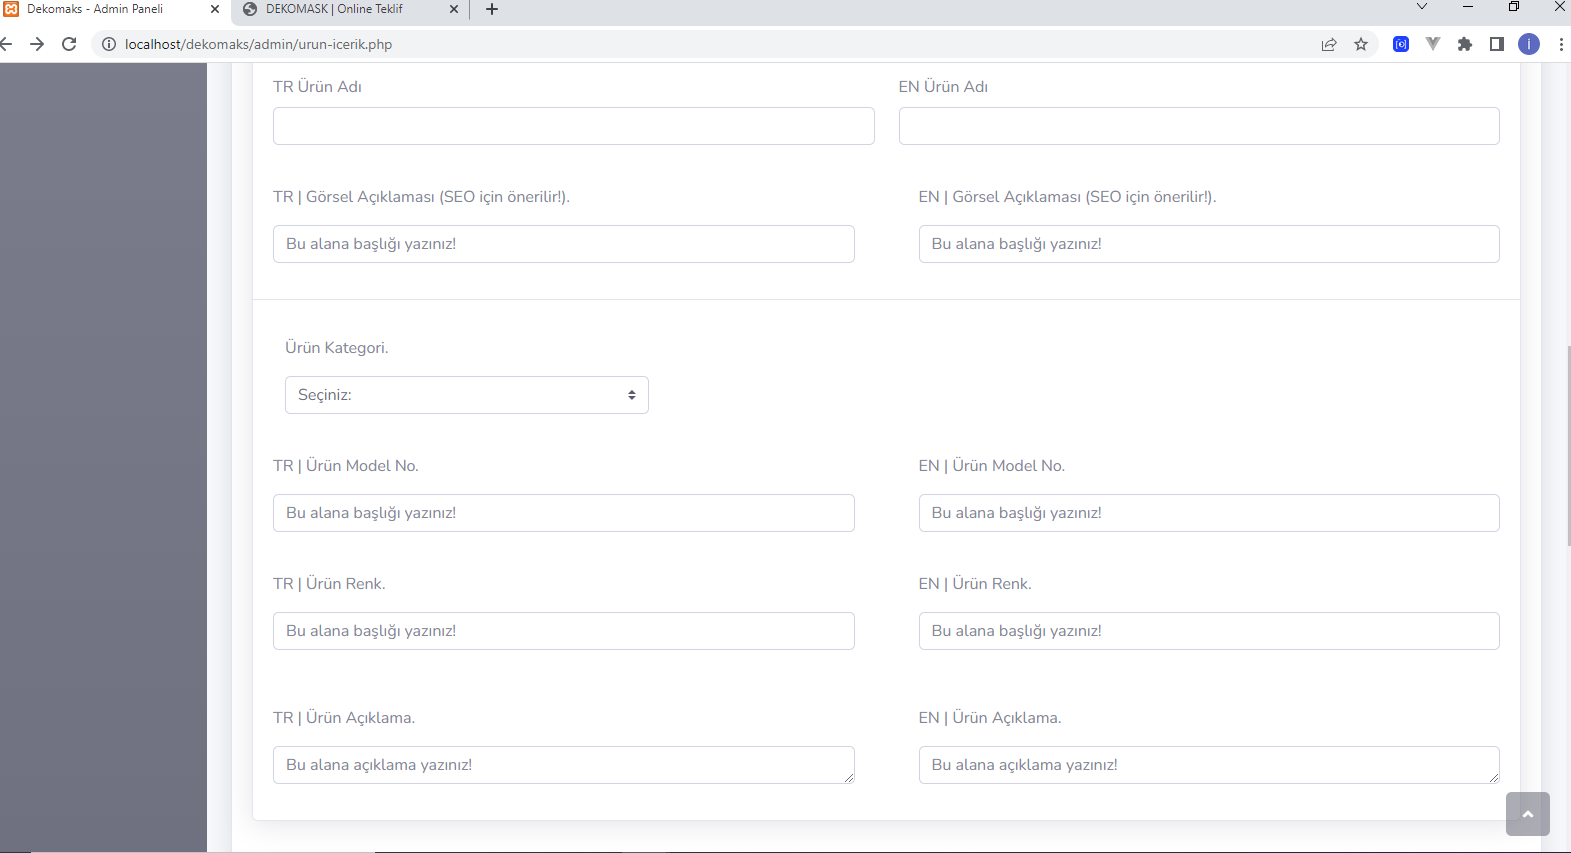 Dekomaks - Admin Paneli
DEKOMASK | Online Teklif
localhost/dekomaks/admin/urun-icerik.php
i
TR Ürün Adı
EN Ürün Adı
TR | Görsel Açıklaması (SEO için önerilir!).
EN | Görsel Açıklaması (SEO için önerilir!).
Bu alana başlığı yazınız!
Bu alana başlığı yazınız!
Ürün Kategori.
Seçiniz:
TR | Ürün Model No.
EN | Ürün Model No.
Bu alana başlığı yazınız!
Bu alana başlığı yazınız!
TR | Ürün Renk.
EN | Ürün Renk.
Bu alana başlığı yazınız!
Bu alana başlığı yazınız!
TR | Ürün Açıklama.
EN | Ürün Açıklama.
Bu alana açıklama yazınız!
Bu alana açıklama yazınız!